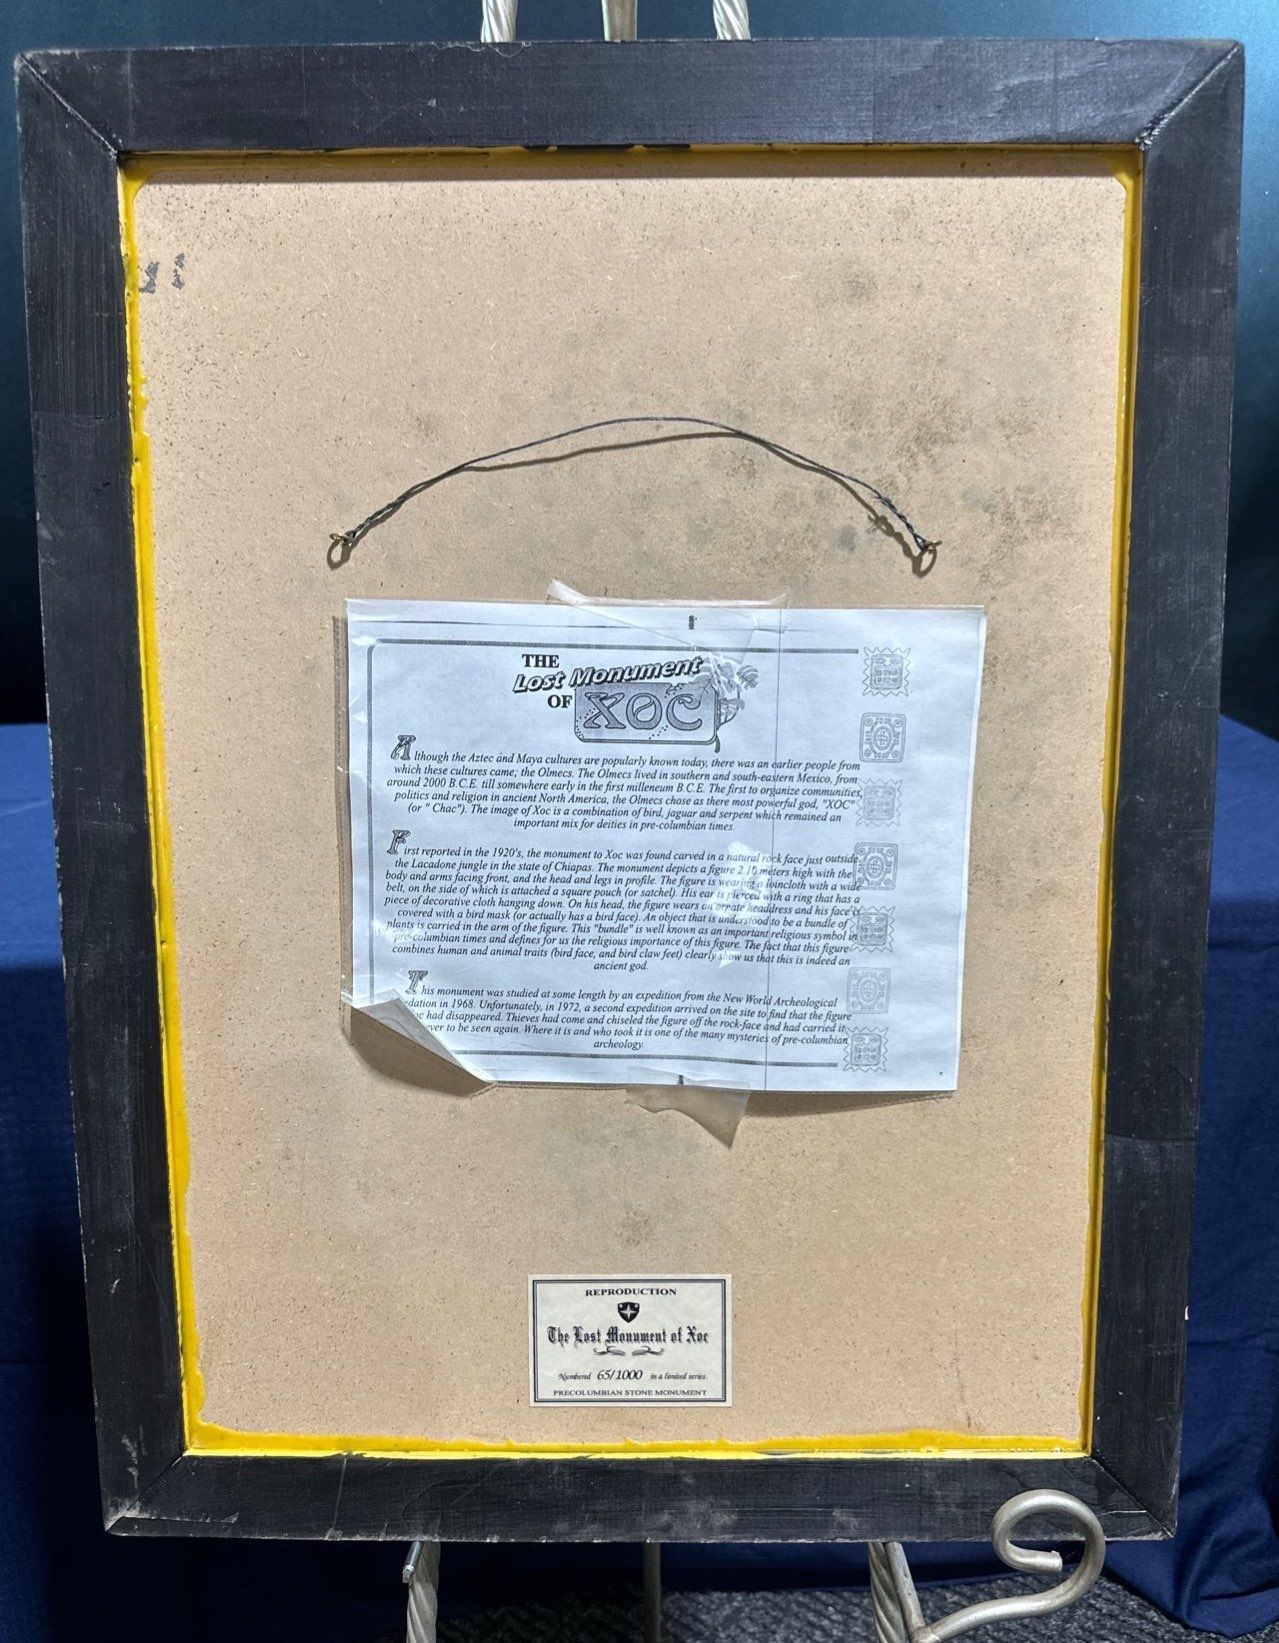 THE
Lost Monument
OF XOC
Although the Aztec and Maya cultures are popularly known today, there was an earlier people from
which these cultures came; the Olmecs. The Olmecs lived in southern and south-eastern Mexico, from
around 2000 B.C.E. till somewhere early in the first milleneum B.C.E. The first to organize communities,
politics and religion in ancient North America, the Olmecs chose as there most powerful god, "XOC"
(or " Chac"). The image of Xoc is a combination of bird, jaguar and serpent which remained an
important mix for deities in pre-columbian times.
First reported in the 1920's, the monument to Xoc was found carved in a natural rock face just outside
the Lacadone jungle in the state of Chiapas. The monument depicts a figure 2.10 meters high with the
body and arms facing front, and the head and legs in profile. The figure is wearing a loincloth with a wide
belt, on the side of which is attached a square pouch (or satchel). His ear is pierced with a ring that has a
piece of decorative cloth hanging down. On his head, the figure wears an ornate headdress and his face is
covered with a bird mask (or actually has a bird face). An object that is understood to be a bundle of
plants is carried in the arm of the figure. This "bundle" is well known as an important religious symbol in
pre-columbian times and defines for us the religious importance of this figure. The fact that this figure
combines human and animal traits (bird face, and bird claw feet) clearly show us that this is indeed an
ancient god.
This monument was studied at some length by an expedition from the New World Archeological
dation in 1968. Unfortunately, in 1972, a second expedition arrived on the site to find that the figure
had disappeared. Thieves had come and chiseled the figure off the rock-face and had carried it
ever to be seen again. Where it is and who took it is one of the many mysteries of pre-columbian
archeology.
REPRODUCTION
The Lost Monument of Xoc
Numbered 65/1000 in a limited series.
PRECOLUMBIAN STONE MONUMENT